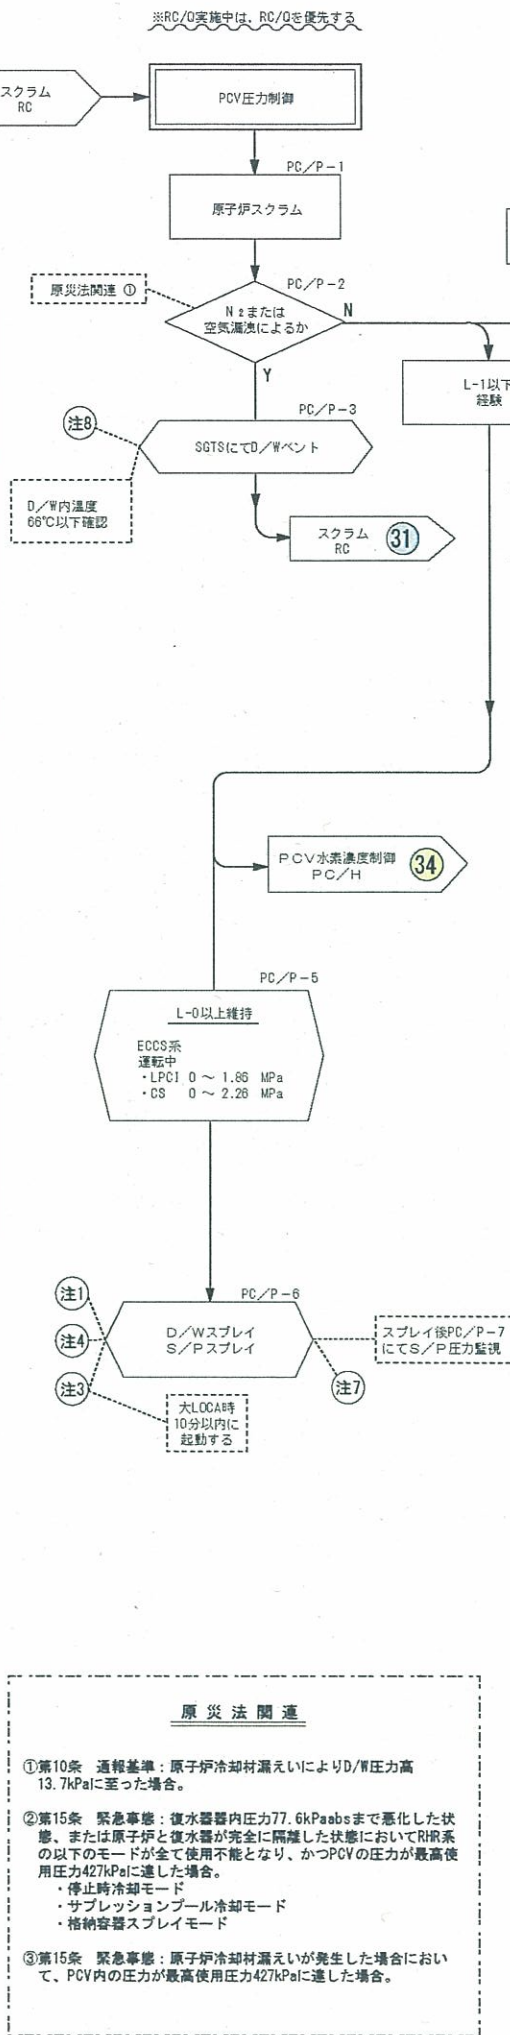 ※RC/Q実施中は、RC/Qを優先する
スクラム
RC
PCV圧力制御
PC/P-1
原子炉スクラム
PC/P-2
原災法関連 ①
N2または
空気漏洩によるか
N
Y
L-1以下
経験
PC/P-3
注8
SGTSにてD/Wベント
D/W内温度
66℃以下確認
スクラム
RC
31
PCV水素濃度制御
PC/H
34
PC/P-5
L-0以上維持
ECCS系
運転中
・LPCI 0 ~ 1.86 MPa
・CS 0 ~ 2.26 MPa
PC/P-6
注1
注4
注3
D/Wスプレイ
S/Pスプレイ
スプレイ後PC/P-7
にてS/P圧力監視
注7
大LOCA時
10分以内に
起動する
原災法関連
①第10条 通報基準:原子炉冷却材漏えいによりD/W圧力高
13.7kPaに至った場合。
②第15条 緊急事態:復水器器内圧力77.6kPaabsまで悪化した状
態、または原子炉と復水器が完全に隔離した状態においてRHR系
の以下のモードが全て使用不能となり、かつPCVの圧力が最高使
用圧力427kPaに達した場合。
・停止時冷却モード
・サプレッションプール冷却モード
・格納容器スプレイモード
③第15条 緊急事態:原子炉冷却材漏えいが発生した場合におい
て、PCV内の圧力が最高使用圧力427kPaに達した場合。